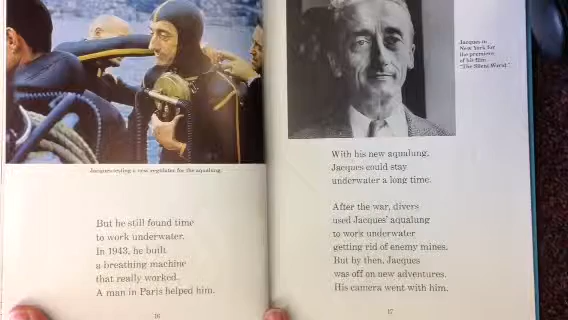 Jacques trying a new regulator for the aqualung.
But he still found time
to work underwater.
In 1943, he built
a breathing machine
that really worked.
A man in Paris helped him.
16
Jacques in
New York for
the premiere
of his film
"The Silent World."
With his new aqualung,
Jacques could stay
underwater a long time.
After the war, divers
used Jacques' aqualung
to work underwater
getting rid of enemy mines.
But by then, Jacques
was off on new adventures.
His camera went with him.
17